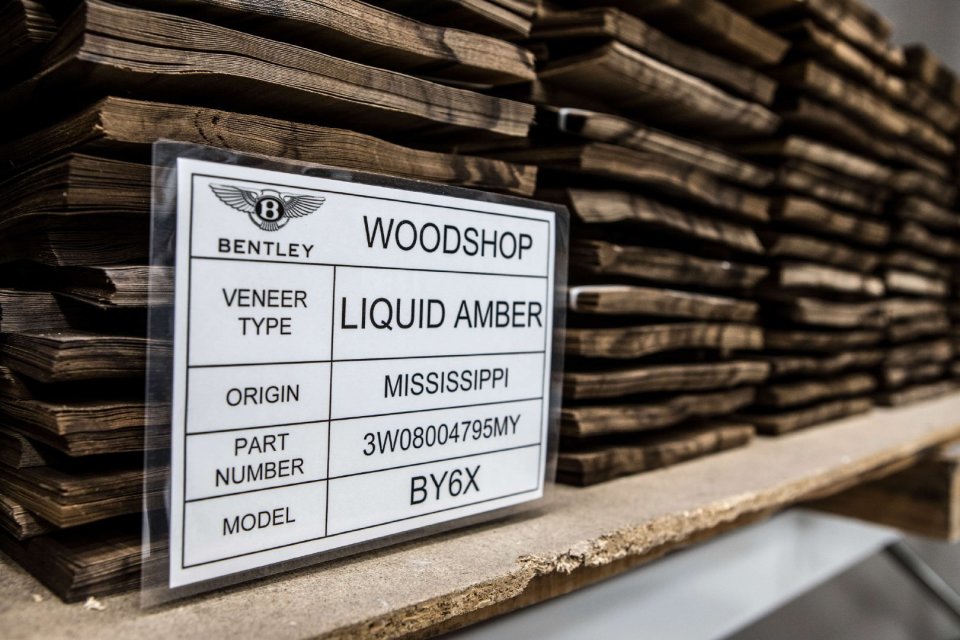 B
BENTLEY
WOODSHOP
VENEER
TYPE
LIQUID AMBER
ORIGIN
MISSISSIPPI
PART
NUMBER
3W08004795MY
MODEL
BY6X